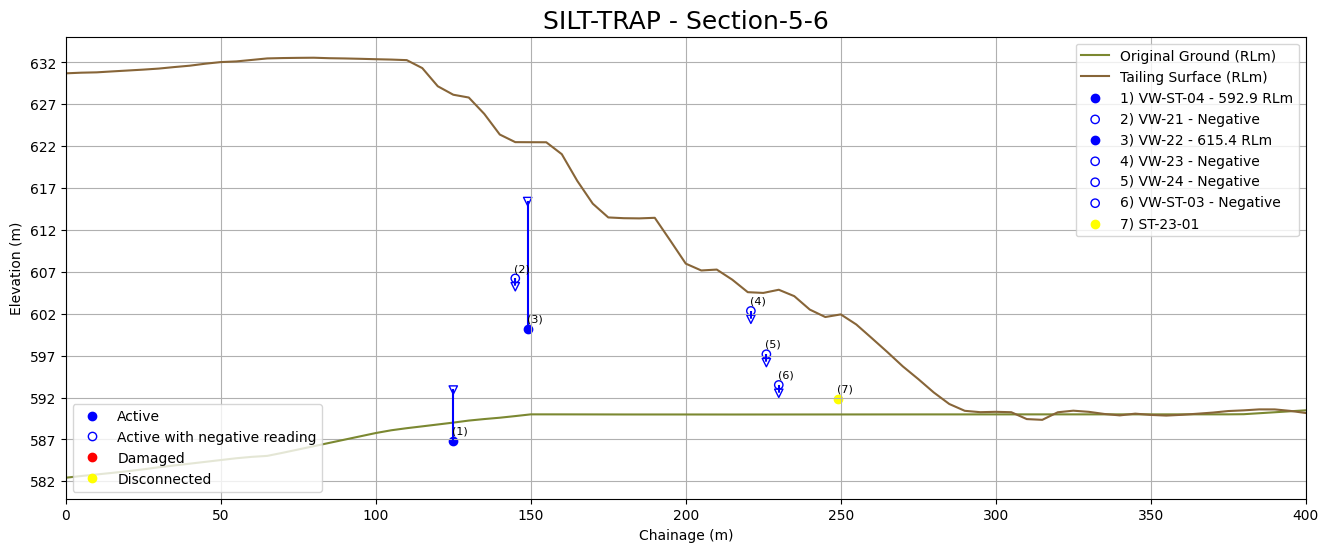 SILT-TRAP - Section-5-6
Elevation (m)
632
627
622
617
612
607
602
597
592
587
582
Original Ground (RLm)
Tailing Surface (RLm)
1) VW-ST-04 - 592.9 RLm
2) VW-21 - Negative
3) VW-22 - 615.4 RLm
4) VW-23 - Negative
5) VW-24 - Negative
6) VW-ST-03 - Negative
7) ST-23-01
(2)
(3)
(4)
(5)
(6)
(7)
(1)
Active
Active with negative reading
Damaged
Disconnected
0 50 100 150 200 250 300 350 400
Chainage (m)